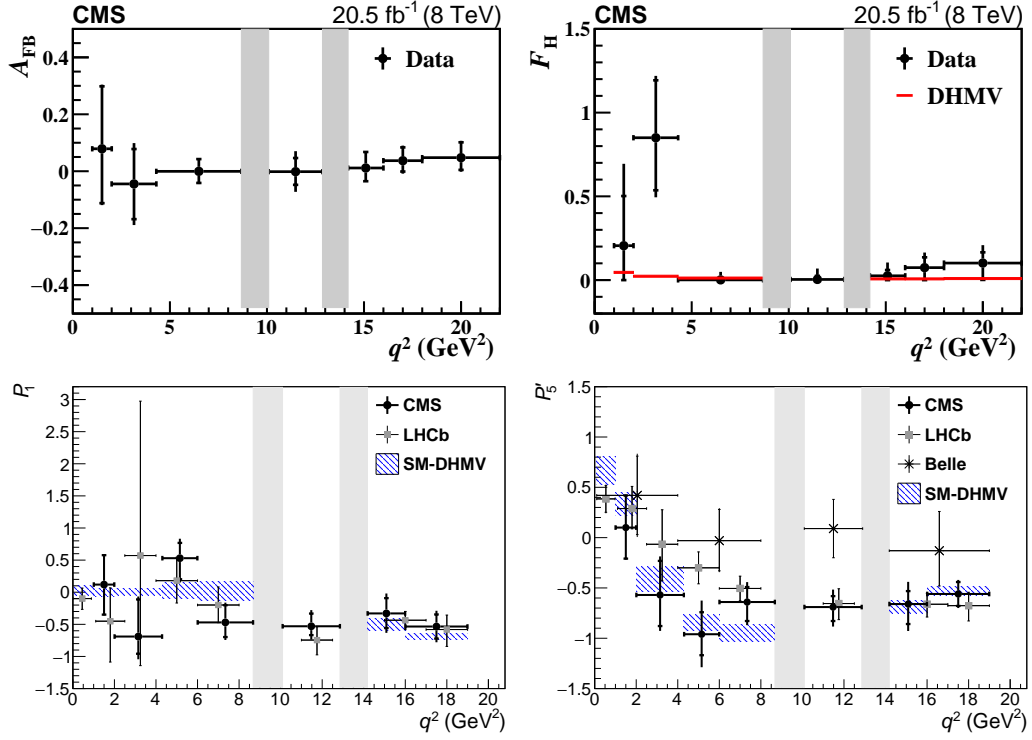 CMS 20.5 fb⁻¹ (8 TeV)
A_FB
Data
0.4
0.2
0
−0.2
−0.4
0 5 10 15 20
q² (GeV²)
CMS 20.5 fb⁻¹ (8 TeV)
F_H
Data
DHMV
1.5
1
0.5
0
0 5 10 15 20
q² (GeV²)
P₁
CMS
LHCb
SM-DHMV
3
2.5
2
1.5
1
0.5
0
−0.5
−1
−1.5
0 2 4 6 8 10 12 14 16 18 20
q² (GeV²)
P₅′
CMS
LHCb
Belle
SM-DHMV
1.5
1
0.5
0
−0.5
−1
−1.5
0 2 4 6 8 10 12 14 16 18 20
q² (GeV²)